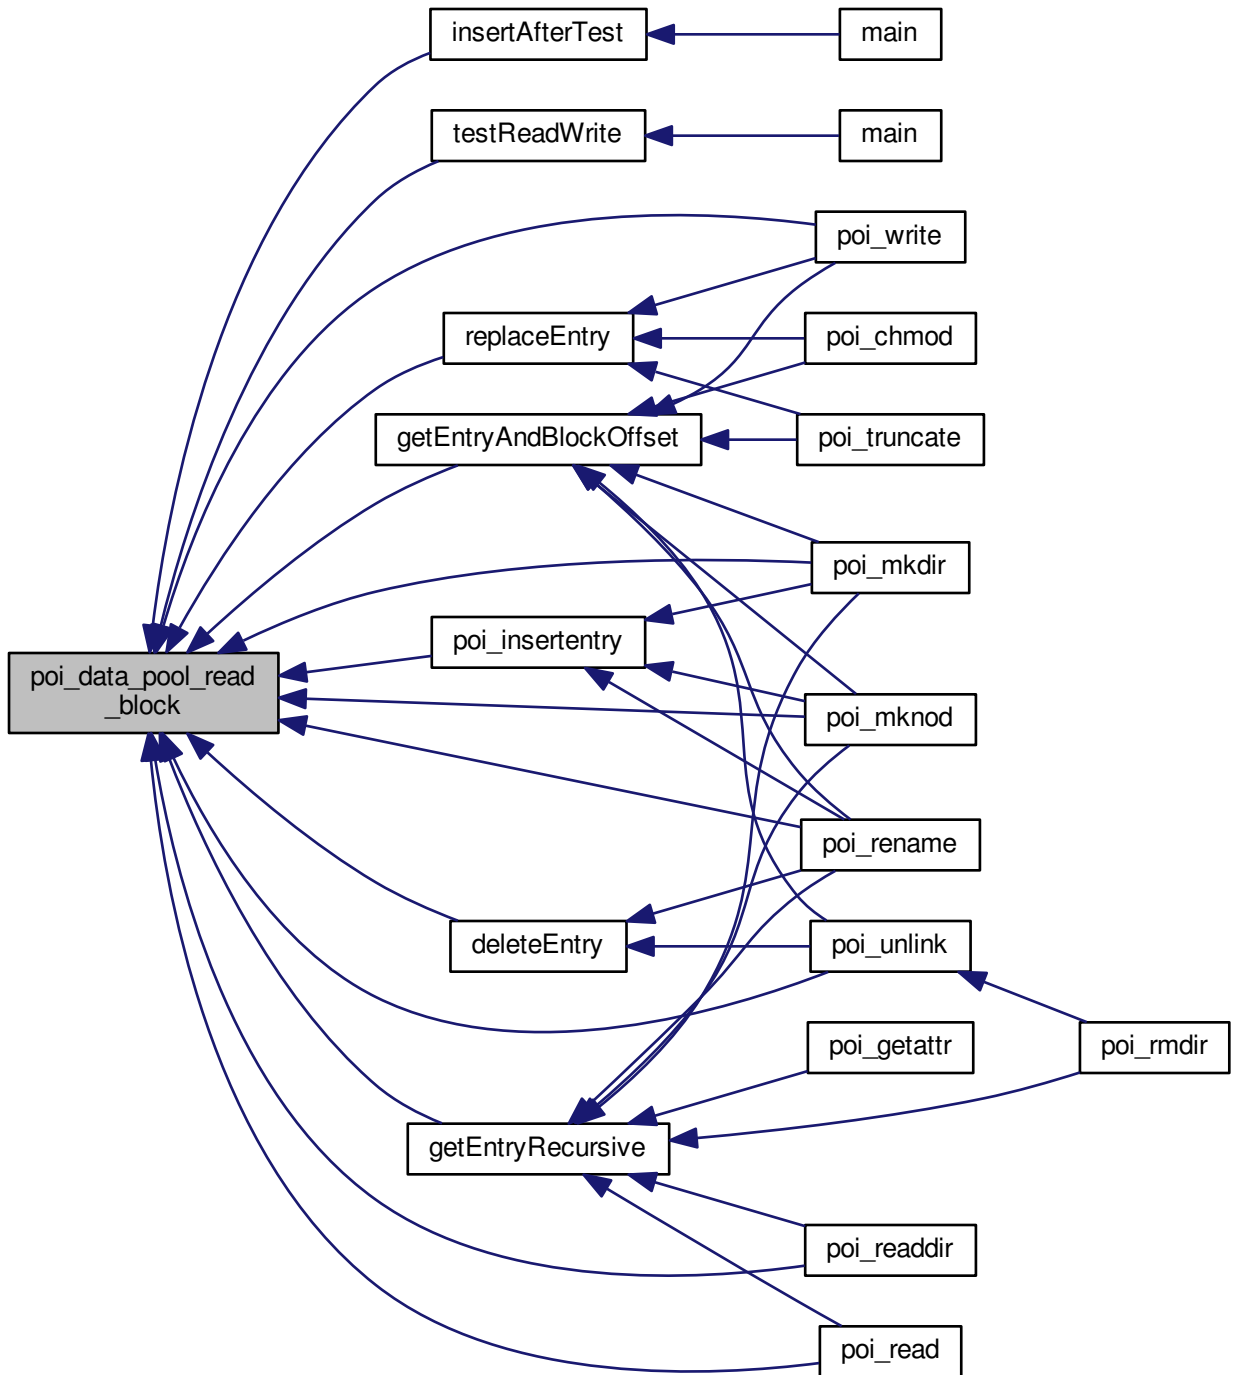 insertAfterTest
main
testReadWrite
main
poi_write
replaceEntry
poi_chmod
getEntryAndBlockOffset
poi_truncate
poi_mkdir
poi_insertentry
poi_data_pool_read
_block
poi_mknod
poi_rename
deleteEntry
poi_unlink
poi_getattr
poi_rmdir
getEntryRecursive
poi_readdir
poi_read